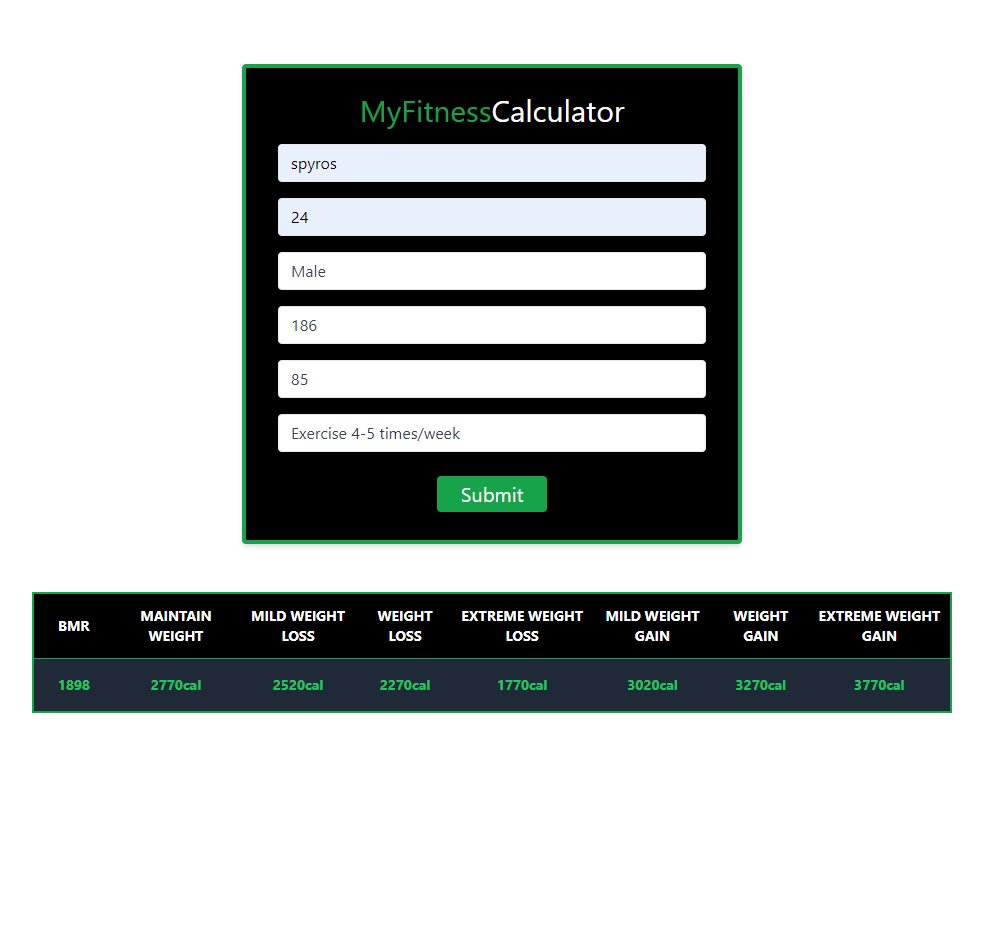 MyFitnessCalculator
spyros
24
Male
186
85
Exercise 4-5 times/week
Submit
BMR
MAINTAIN
WEIGHT
MILD WEIGHT
LOSS
WEIGHT
LOSS
EXTREME WEIGHT
LOSS
MILD WEIGHT
GAIN
WEIGHT
GAIN
EXTREME WEIGHT
GAIN
1898 2770cal 2520cal 2270cal 1770cal 3020cal 3270cal 3770cal